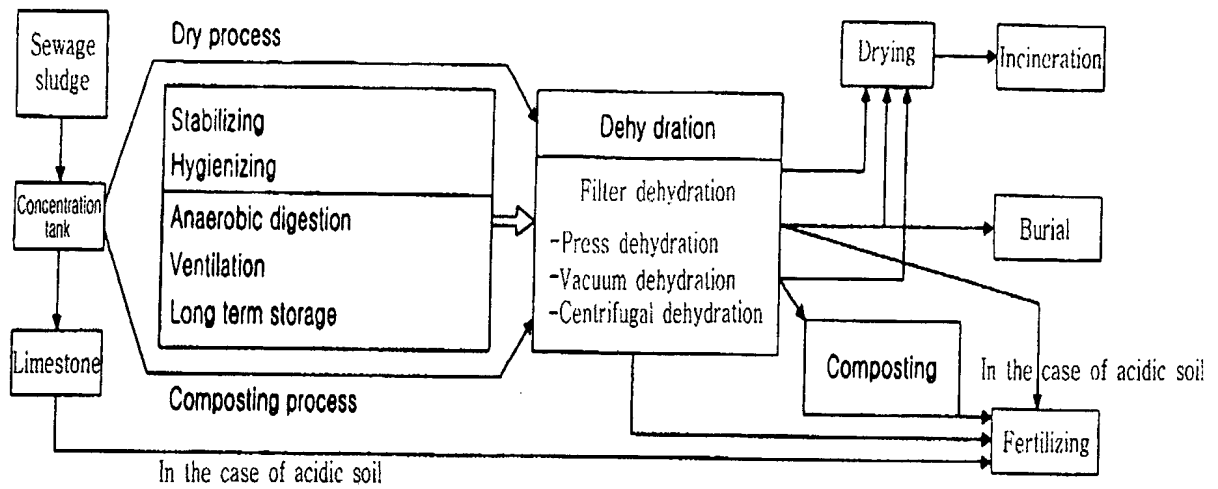 Sewage
sludge
Dry process
Drying
Incineration
Stabilizing
Hygienizing
Dehy dration
Concentration
tank
Anaerobic digestion
Ventilation
Long term storage
Filter dehydration
-Press dehydration
-Vacuum dehydration
-Centrifugal dehydration
Burial
Limestone
Composting process
Composting
In the case of acidic soil
Fertilizing
In the case of acidic soil